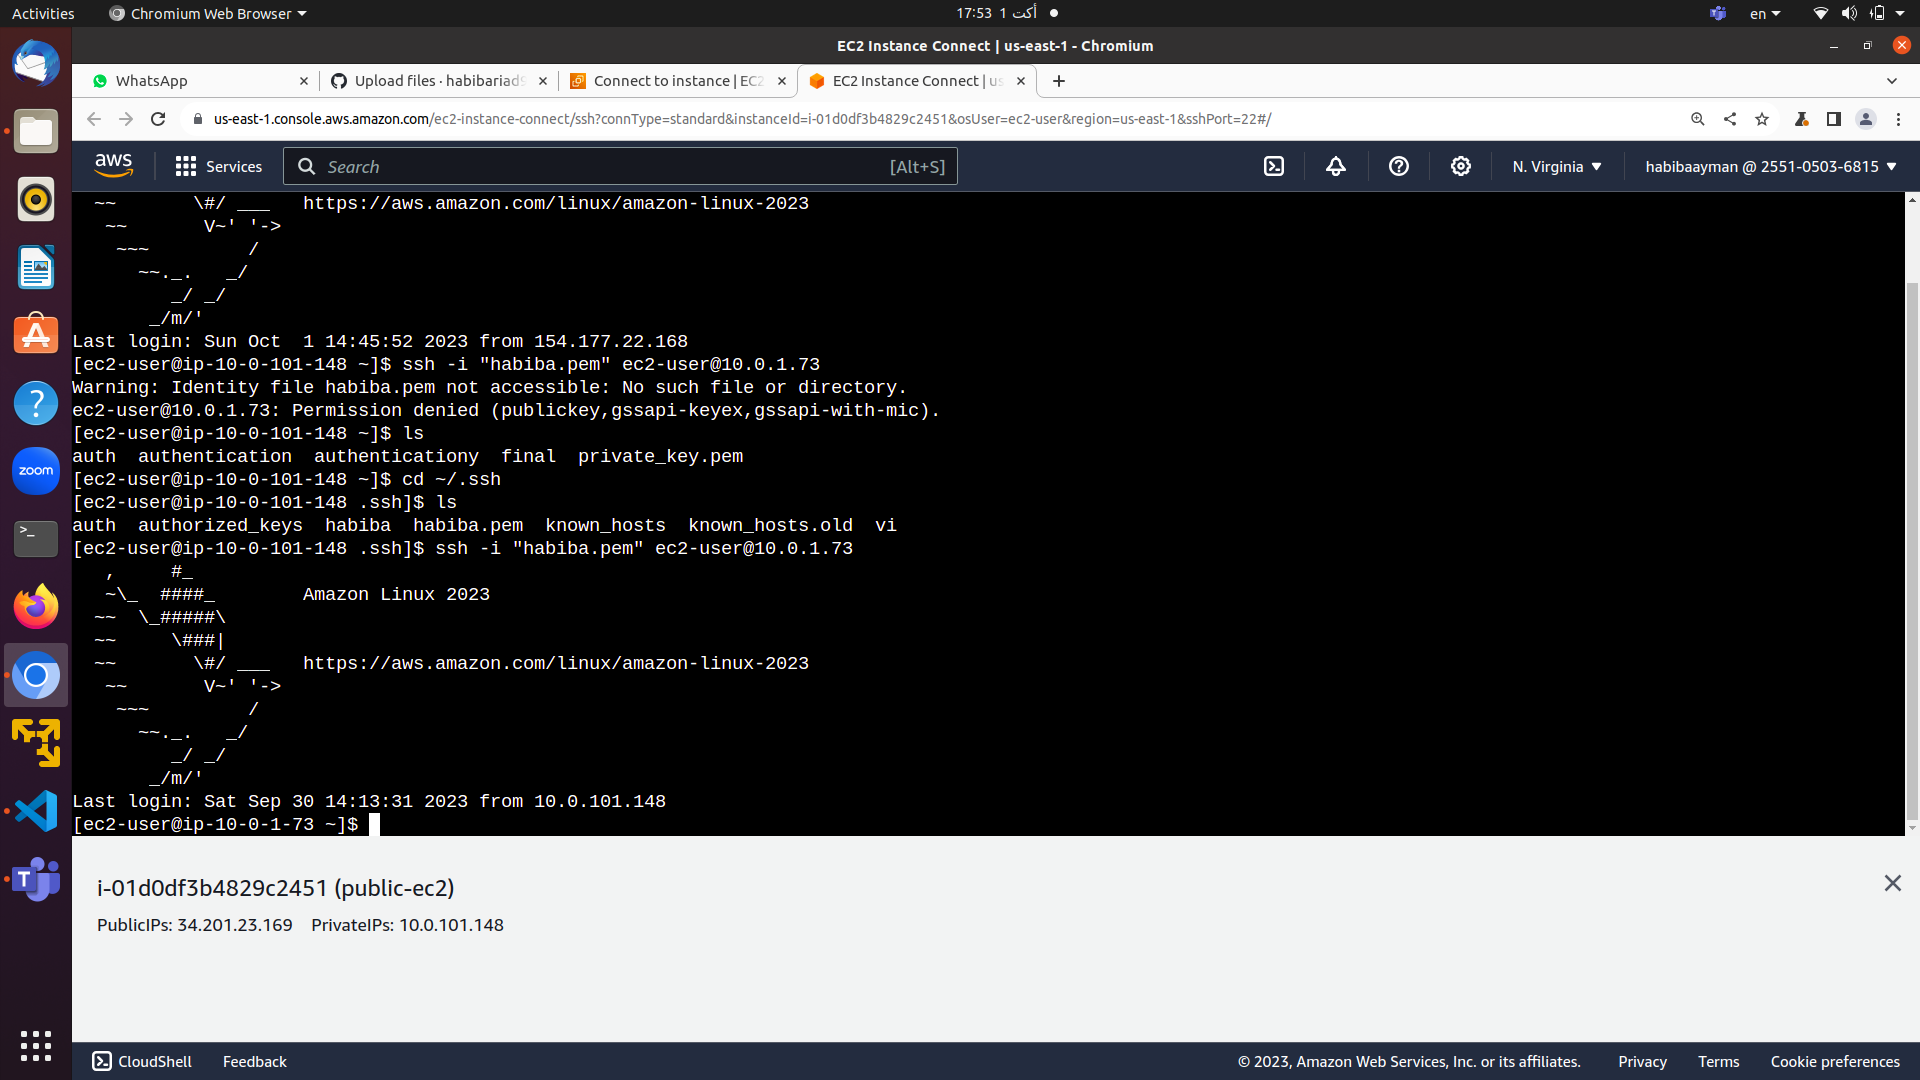 Activities
Chromium Web Browser
17:53 1 أكت
en
EC2 Instance Connect | us-east-1 - Chromium
WhatsApp
Upload files · habibariad9
Connect to instance | EC2
EC2 Instance Connect | us
us-east-1.console.aws.amazon.com/ec2-instance-connect/ssh?connType=standard&instanceId=i-01d0df3b4829c2451&osUser=ec2-user&region=us-east-1&sshPort=22#/
aws
Services
Search
[Alt+S]
N. Virginia
habibaayman @ 2551-0503-6815
  ~~       \#/ ___   https://aws.amazon.com/linux/amazon-linux-2023
   ~~       V~' '->
    ~~~         /
      ~~._.   _/
         _/ _/
       _/m/'
Last login: Sun Oct  1 14:45:52 2023 from 154.177.22.168
[ec2-user@ip-10-0-101-148 ~]$ ssh -i "habiba.pem" ec2-user@10.0.1.73
Warning: Identity file habiba.pem not accessible: No such file or directory.
ec2-user@10.0.1.73: Permission denied (publickey,gssapi-keyex,gssapi-with-mic).
[ec2-user@ip-10-0-101-148 ~]$ ls
auth  authentication  authenticationy  final  private_key.pem
[ec2-user@ip-10-0-101-148 ~]$ cd ~/.ssh
[ec2-user@ip-10-0-101-148 .ssh]$ ls
auth  authorized_keys  habiba  habiba.pem  known_hosts  known_hosts.old  vi
[ec2-user@ip-10-0-101-148 .ssh]$ ssh -i "habiba.pem" ec2-user@10.0.1.73
   ,     #_
   ~\_  ####_        Amazon Linux 2023
  ~~  \_#####\
  ~~     \###|
  ~~       \#/ ___   https://aws.amazon.com/linux/amazon-linux-2023
   ~~       V~' '->
    ~~~         /
      ~~._.   _/
         _/ _/
       _/m/'
Last login: Sat Sep 30 14:13:31 2023 from 10.0.101.148
[ec2-user@ip-10-0-1-73 ~]$
i-01d0df3b4829c2451 (public-ec2)
PublicIPs: 34.201.23.169    PrivateIPs: 10.0.101.148
zoom
CloudShell
Feedback
© 2023, Amazon Web Services, Inc. or its affiliates.
Privacy
Terms
Cookie preferences